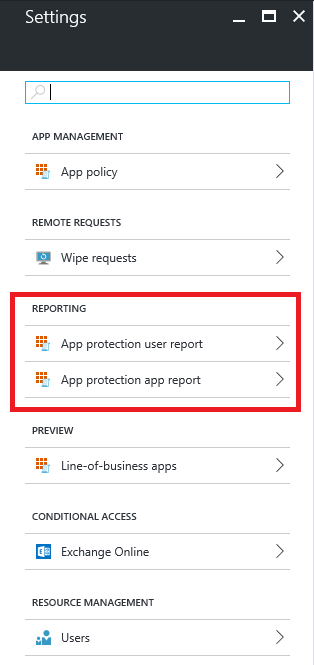 Settings
APP MANAGEMENT
App policy
REMOTE REQUESTS
Wipe requests
REPORTING
App protection user report
App protection app report
PREVIEW
Line-of-business apps
CONDITIONAL ACCESS
Exchange Online
RESOURCE MANAGEMENT
Users